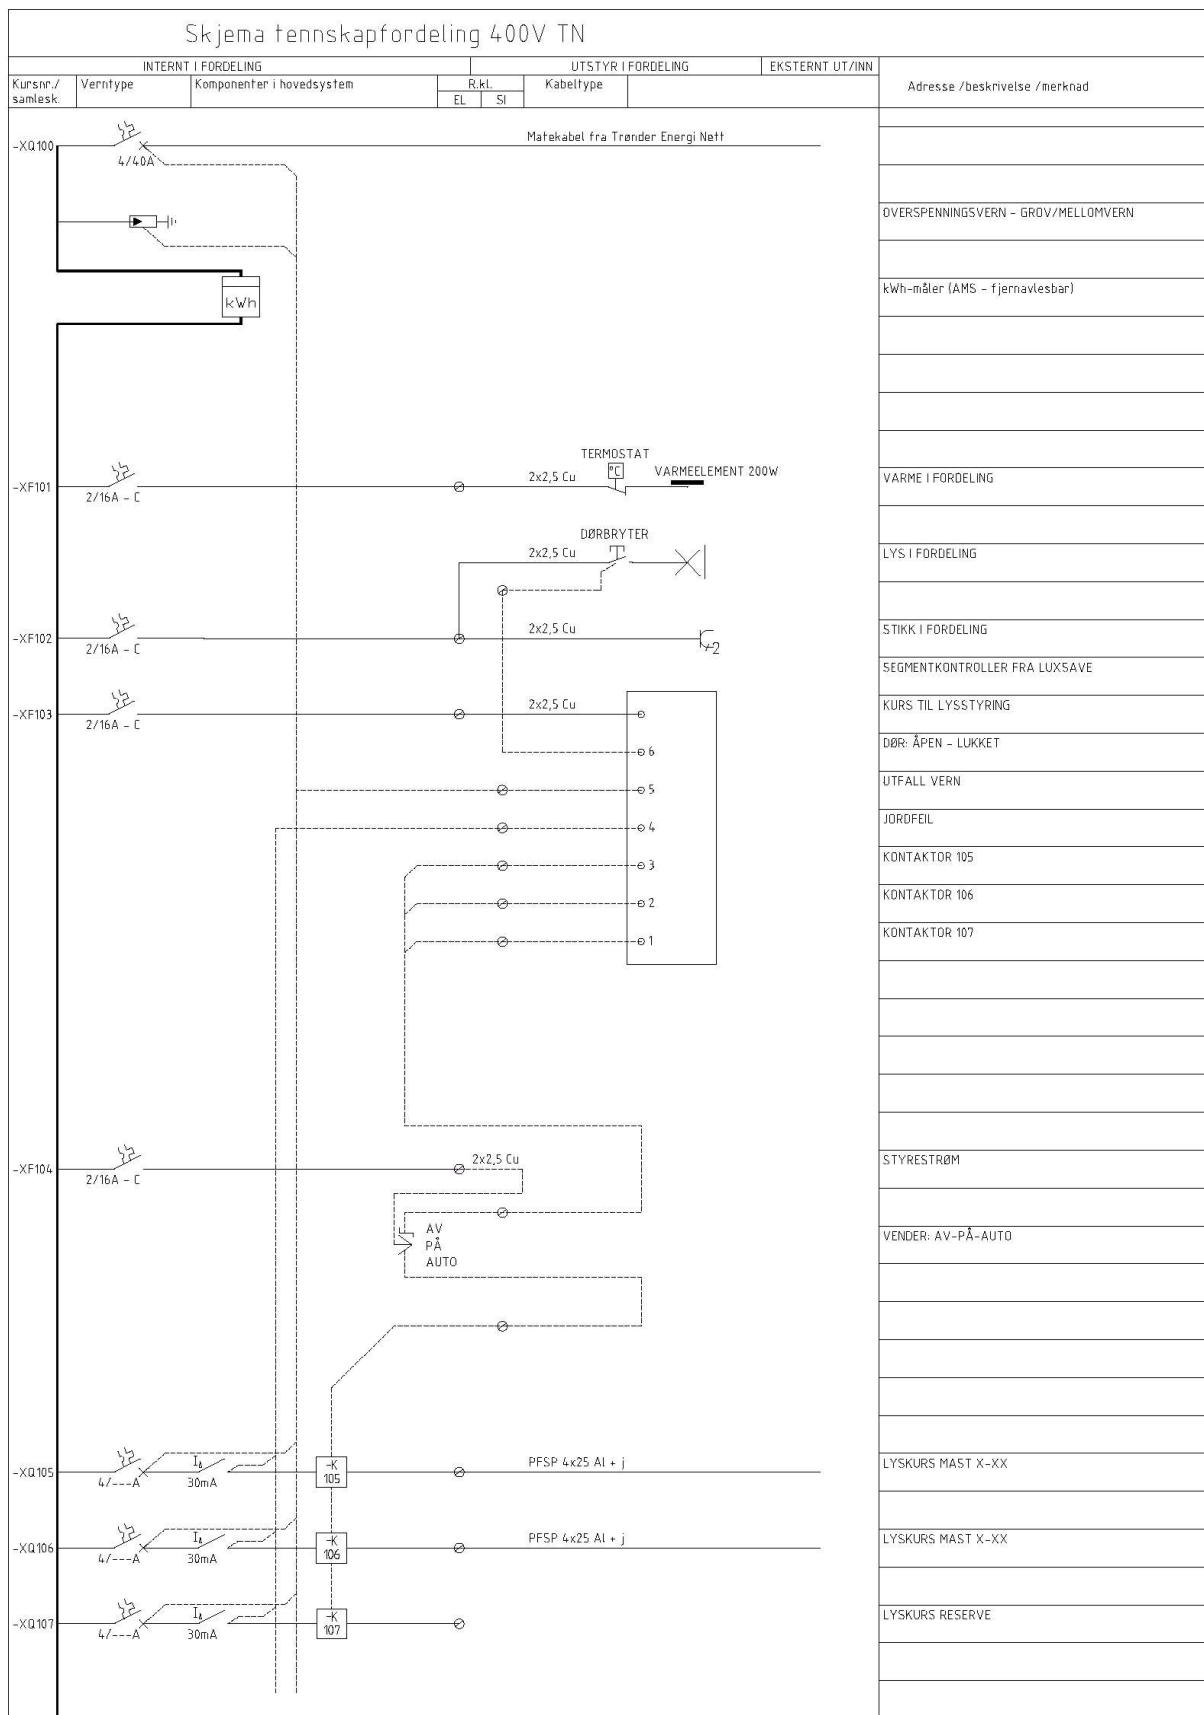 Skjema tennskapfordeling 400V TN
INTERNT I FORDELING
UTSTYR I FORDELING
EKSTERNT UT/INN
Kursnr./
samlesk.
Verntype
Komponenter i hovedsystem
R.kl.
EL
SI
Kabeltype
Adresse /beskrivelse /merknad
-XQ100
4/40A
Matekabel fra Trønder Energi Nett
OVERSPENNINGSVERN - GROV/MELLOMVERN
kWh
kWh-måler (AMS - fjernavlesbar)
TERMOSTAT
°C
VARMEELEMENT 200W
-XF101
2/16A - C
2x2,5 Cu
VARME I FORDELING
DØRBRYTER
2x2,5 Cu
LYS I FORDELING
-XF102
2/16A - C
2x2,5 Cu
2
STIKK I FORDELING
SEGMENTKONTROLLER FRA LUXSAVE
-XF103
2/16A - C
2x2,5 Cu
KURS TIL LYSSTYRING
6
DØR: ÅPEN - LUKKET
5
UTFALL VERN
4
JORDFEIL
3
KONTAKTOR 105
2
KONTAKTOR 106
1
KONTAKTOR 107
-XF104
2/16A - C
2x2,5 Cu
STYRESTRØM
AV
PÅ
AUTO
VENDER: AV-PÅ-AUTO
-XQ105
4/---A
I∆
30mA
-K
105
PFSP 4x25 Al + j
LYSKURS MAST X-XX
-XQ106
4/---A
I∆
30mA
-K
106
PFSP 4x25 Al + j
LYSKURS MAST X-XX
-XQ107
4/---A
I∆
30mA
-K
107
LYSKURS RESERVE